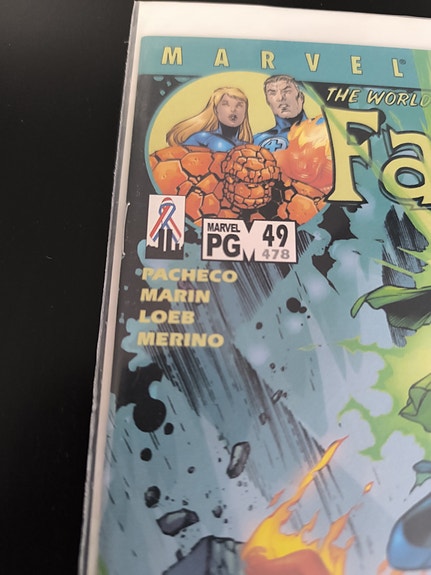 MARVEL
THE WORLD
Fa
MARVEL
PG
49
478
PACHECO
MARIN
LOEB
MERINO